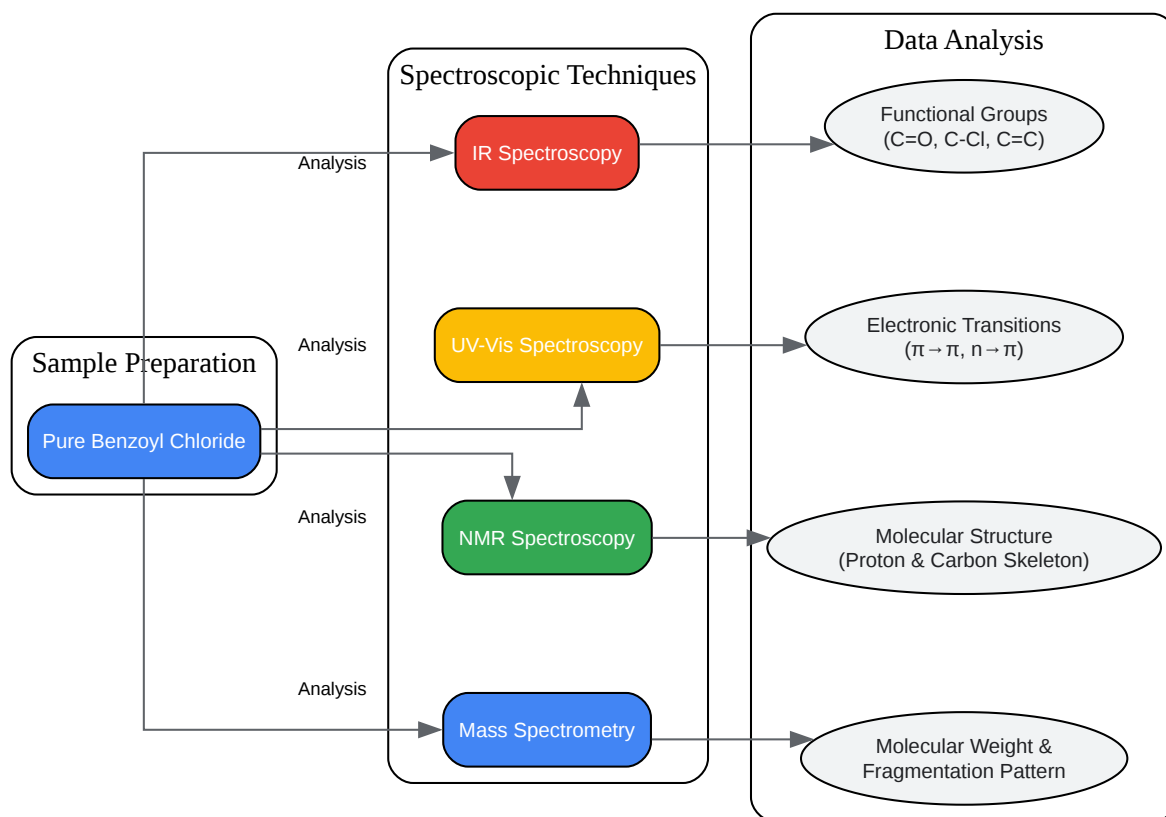 Data Analysis
Spectroscopic Techniques
Functional Groups
(C=O, C-Cl, C=C)
Analysis
IR Spectroscopy
Electronic Transitions
(π→π, n→π)
Analysis
UV-Vis Spectroscopy
Sample Preparation
Pure Benzoyl Chloride
Analysis
NMR Spectroscopy
Molecular Structure
(Proton & Carbon Skeleton)
Analysis
Mass Spectrometry
Molecular Weight &
Fragmentation Pattern